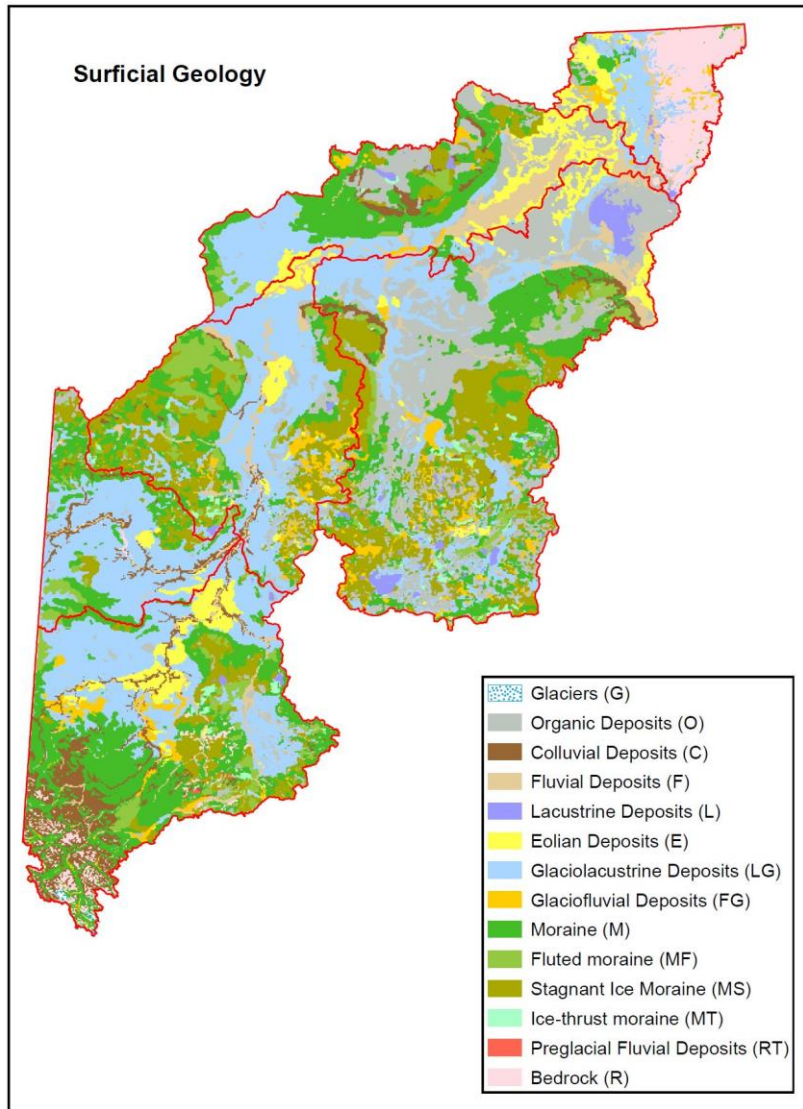 Surficial Geology
Glaciers (G)
Organic Deposits (O)
Colluvial Deposits (C)
Fluvial Deposits (F)
Lacustrine Deposits (L)
Eolian Deposits (E)
Glaciolacustrine Deposits (LG)
Glaciofluvial Deposits (FG)
Moraine (M)
Fluted moraine (MF)
Stagnant Ice Moraine (MS)
Ice-thrust moraine (MT)
Preglacial Fluvial Deposits (RT)
Bedrock (R)